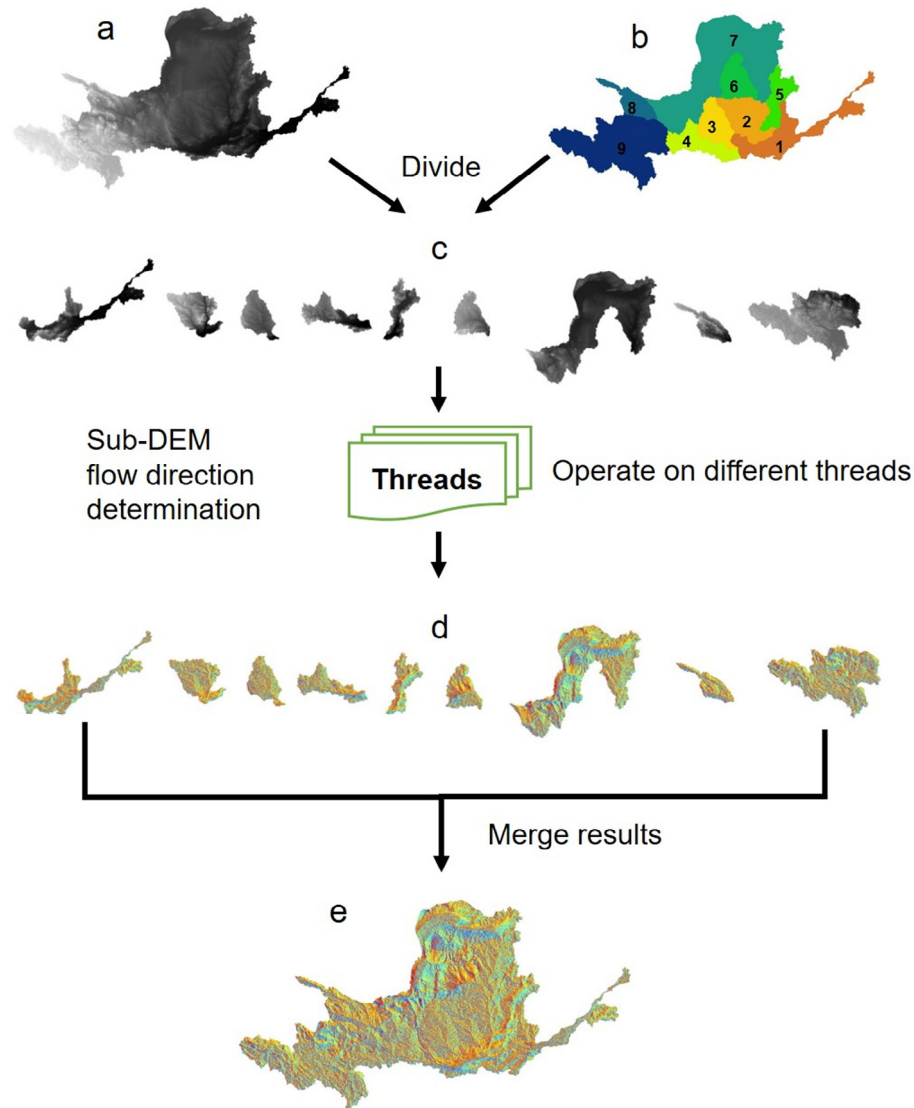 a
b
7
6
5
8
3
2
4
1
9
Divide
c
Sub-DEM
flow direction
determination
Threads
Operate on different threads
d
Merge results
e